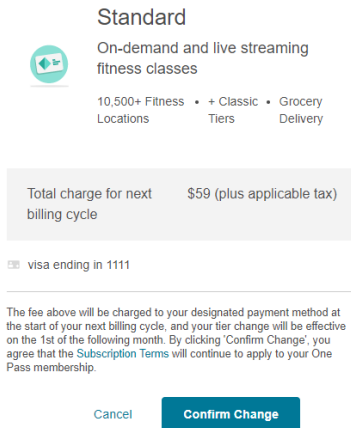 Standard
On-demand and live streaming
fitness classes
10,500+ Fitness • + Classic • Grocery
Locations Tiers Delivery
Total charge for next $59 (plus applicable tax)
billing cycle
visa ending in 1111
The fee above will be charged to your designated payment method at
the start of your next billing cycle, and your tier change will be effective
on the 1st of the following month. By clicking 'Confirm Change', you
agree that the Subscription Terms will continue to apply to your One
Pass membership.
Cancel Confirm Change